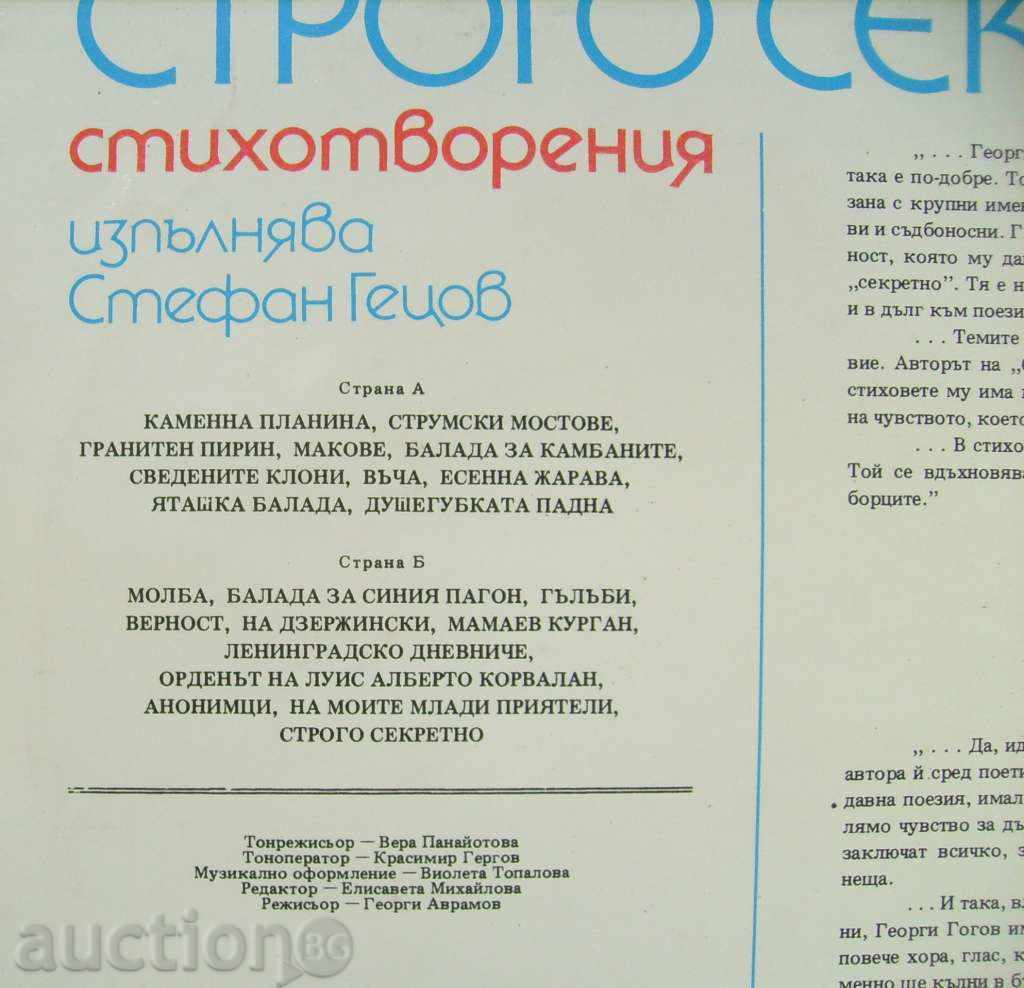 СТРОГО СЕК
стихотворения
изпълнява
Стефан Гецов
Страна А
КАМЕННА ПЛАНИНА, СТРУМСКИ МОСТОВЕ,
ГРАНИТЕН ПИРИН, МАКОВЕ, БАЛАДА ЗА КАМБАНИТЕ,
СВЕДЕНИТЕ КЛОНИ, ВЪЧА, ЕСЕННА ЖАРАВА,
ЯТАШКА БАЛАДА, ДУШЕГУБКАТА ПАДНА
Страна Б
МОЛБА, БАЛАДА ЗА СИНИЯ ПАГОН, ГЪЛЪБИ,
ВЕРНОСТ, НА ДЗЕРЖИНСКИ, МАМАЕВ КУРГАН,
ЛЕНИНГРАДСКО ДНЕВНИЧЕ,
ОРДЕНЪТ НА ЛУИС АЛБЕРТО КОРВАЛАН,
АНОНИМЦИ, НА МОИТЕ МЛАДИ ПРИЯТЕЛИ,
СТРОГО СЕКРЕТНО
Тонрежисьор — Вера Панайотова
Тоноператор — Красимир Гергов
Музикално оформление — Виолета Топалова
Редактор — Елисавета Михайлова
Режисьор — Георги Аврамов
„ . . . Георг
така е по-добре. То
зана с крупни имен
ви и съдбоносни. Г
ност, която му да
„секретно”. Тя е н
и в дълг към поези
. . . Темите
вие. Авторът на „
стиховете му има
на чувството, коет
. . . В стихо
Той се вдъхновява
борците.”
„ . . . Да, ид
автора й сред поети
давна поезия, имал
лямо чувство за дъ
заключат всичко, з
неща.
. . . И така, вл
ни, Георги Гогов им
повече хора, глас, к
менно ще кълни в б
auction BG